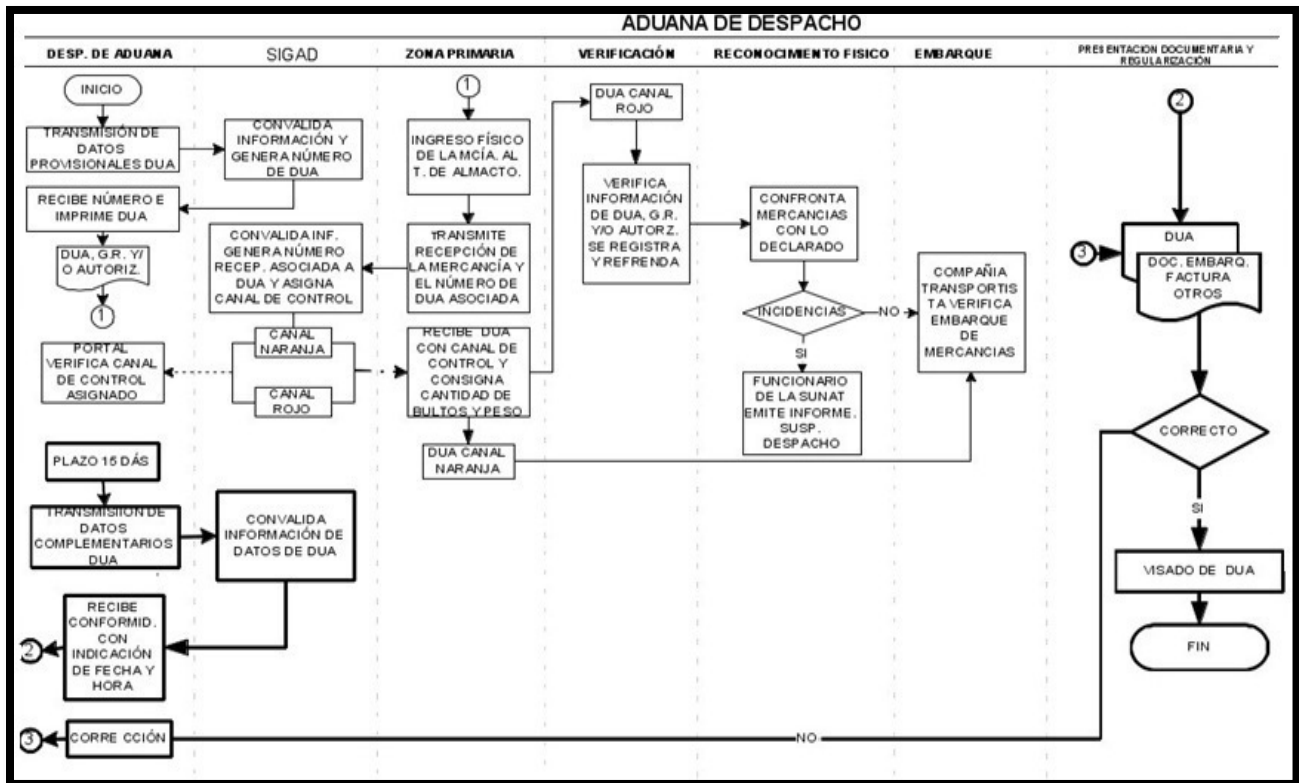 ADUANA DE DESPACHO
DESP. DE ADUANA
SIGAD
ZONA PRIMARIA
VERIFICACIÓN
RECONOCIMIENTO FISICO
EMBARQUE
PRESENTACION DOCUMENTARIA Y
REGULARIZACIÓN
INICIO
TRANSMISIÓN DE
DATOS
PROVISIONALES DUA
RECIBE NÚMERO E
IMPRIME DUA
DUA, G.R. Y/
O AUTORIZ.
1
PORTAL
VERIFICA CANAL
DE CONTROL
ASIGNADO
PLAZO 15 DÁS
TRANSMISIION DE
DATOS
COMPLEMENTARIOS
DUA
RECIBE
CONFORMID.
CON
INDICACIÓN
DE FECHA Y
HORA
2
3
CORRE CCIÓN
CONVALIDA
INFORMACIÓN Y
GENERA NÚMERO
DE DUA
CONVALIDA INF.
GENERA NÚMERO
RECEP. ASOCIADA A
DUA Y ASIGNA
CANAL DE CONTROL
CANAL
NARANJA
CANAL
ROJO
CONVALIDA
INFORMACIÓN DE
DATOS DE DUA
1
INGRESO FÍSICO
DE LA MCÍA. AL
T. DE ALMACTO.
TRANSMITE
RECEPCIÓN DE
LA MERCANCÍA Y
EL NÚMERO DE
DUA ASOCIADA
RECIBE DUA
CON CANAL DE
CONTROL Y
CONSIGNA
CANTIDAD DE
BULTOS Y PESO
DUA CANAL
NARANJA
DUA CANAL
ROJO
VERIFICA
INFORMACIÓN
DE DUA, G.R.
Y/O AUTORZ.
SE REGISTRA
Y REFRENDA
CONFRONTA
MERCANCIAS
CON LO
DECLARADO
INCIDENCIAS
NO
SI
FUNCIONARIO
DE LA SUNAT
EMITE INFORME.
SUSP.
DESPACHO
COMPAÑIA
TRANSPORTIS
TA VERIFICA
EMBARQUE
DE
MERCANCIAS
2
3
DUA
DOC. EMBARQ.
FACTURA
OTROS
CORRECTO
SI
NO
VISADO DE DUA
FIN